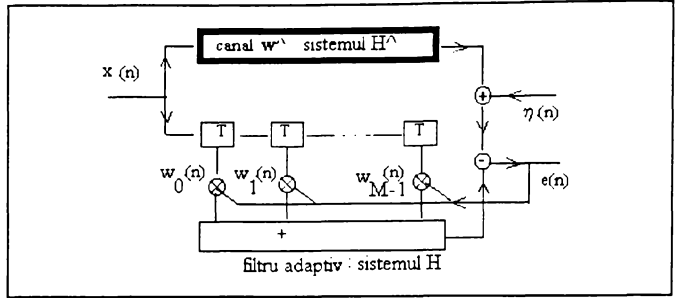 canal w^ sistemul H^
x (n)
+
η(n)
T T T
-
w0(n) w1(n) wM-1(n)
e(n)
+
filtru adaptiv : sistemul H